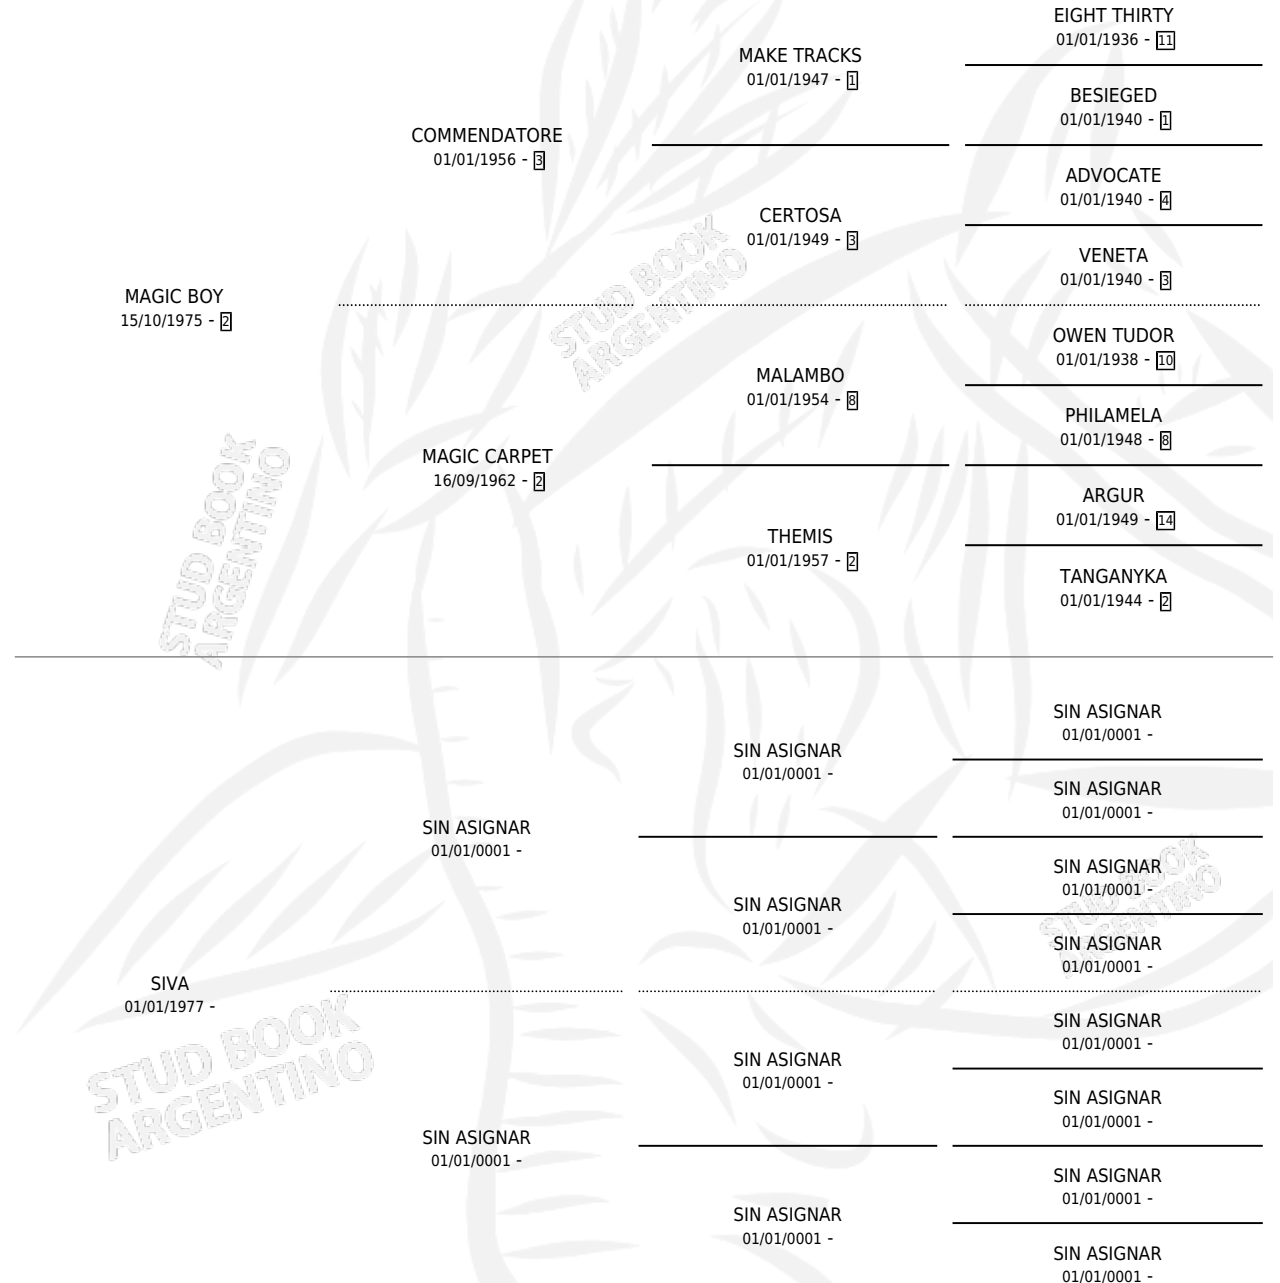 EIGHT THIRTY
01/01/1936 - 11
MAKE TRACKS
01/01/1947 - 1
BESIEGED
01/01/1940 - 1
COMMENDATORE
01/01/1956 - 3
ADVOCATE
01/01/1940 - 4
CERTOSA
01/01/1949 - 3
VENETA
01/01/1940 - 3
MAGIC BOY
15/10/1975 - 2
OWEN TUDOR
01/01/1938 - 10
MALAMBO
01/01/1954 - 8
PHILAMELA
01/01/1948 - 8
MAGIC CARPET
16/09/1962 - 2
ARGUR
01/01/1949 - 14
THEMIS
01/01/1957 - 2
TANGANYKA
01/01/1944 - 2
STUD BOOK
ARGENTINO
STUD BOOK
ARGENTINO
SIN ASIGNAR
01/01/0001 -
SIN ASIGNAR
01/01/0001 -
SIN ASIGNAR
01/01/0001 -
SIN ASIGNAR
01/01/0001 -
SIN ASIGNAR
01/01/0001 -
SIN ASIGNAR
01/01/0001 -
SIN ASIGNAR
01/01/0001 -
SIVA
01/01/1977 -
SIN ASIGNAR
01/01/0001 -
SIN ASIGNAR
01/01/0001 -
SIN ASIGNAR
01/01/0001 -
SIN ASIGNAR
01/01/0001 -
SIN ASIGNAR
01/01/0001 -
SIN ASIGNAR
01/01/0001 -
SIN ASIGNAR
01/01/0001 -
STUD BOOK
ARGENTINO
STUD BOOK
ARGENTINO